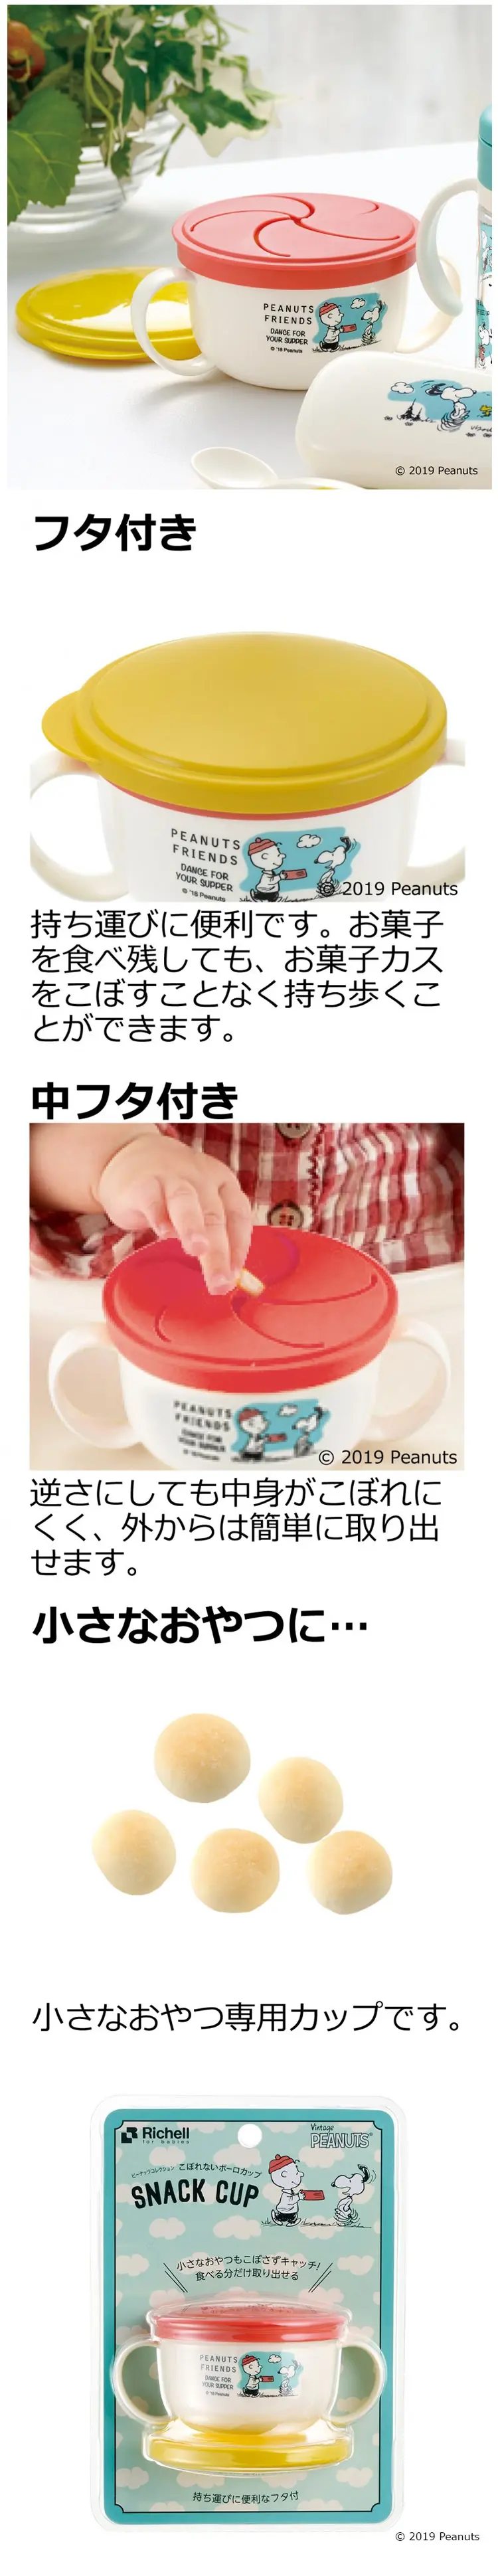 PEANUTS
FRIENDS
DANCE FOR
YOUR SUPPER
© '18 Peanuts
© 2019 Peanuts
フタ付き
PEANUTS
FRIENDS
DANCE FOR
YOUR SUPPER
© '18 Peanuts
© 2019 Peanuts
持ち運びに便利です。お菓子
を食べ残しても、お菓子カス
をこぼすことなく持ち歩くこ
とができます。
中フタ付き
PEANUTS
FRIENDS
DANCE FOR
YOUR SUPPER
© 2019 Peanuts
逆さにしても中身がこぼれに
くく、外からは簡単に取り出
せます。
小さなおやつに…
小さなおやつ専用カップです。
Richell
for babies
Vintage
PEANUTS
ピーナッツコレクション こぼれないボーロカップ
SNACK CUP
小さなおやつもこぼさずキャッチ!
食べる分だけ取り出せる
PEANUTS
FRIENDS
DANCE FOR
YOUR SUPPER
© '18 Peanuts
持ち運びに便利なフタ付
© 2019 Peanuts